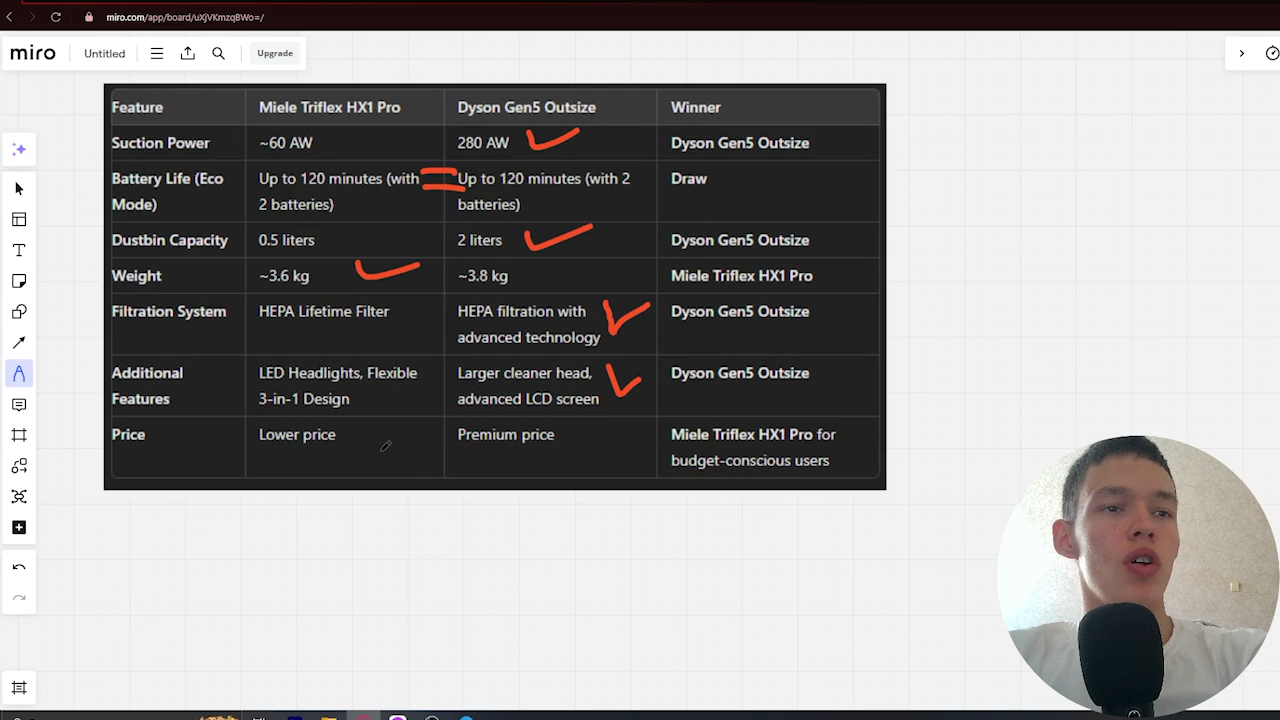 miro.com/app/board/uXjVKmzqBWo=/
miro Untitled Upgrade
Feature Miele Triflex HX1 Pro Dyson Gen5 Outsize Winner
Suction Power ~60 AW 280 AW Dyson Gen5 Outsize
Battery Life (Eco Up to 120 minutes (with Up to 120 minutes (with 2 Draw
Mode) 2 batteries) batteries)
Dustbin Capacity 0.5 liters 2 liters Dyson Gen5 Outsize
Weight ~3.6 kg ~3.8 kg Miele Triflex HX1 Pro
Filtration System HEPA Lifetime Filter HEPA filtration with Dyson Gen5 Outsize
advanced technology
Additional LED Headlights, Flexible Larger cleaner head, Dyson Gen5 Outsize
Features 3-in-1 Design advanced LCD screen
Price Lower price Premium price Miele Triflex HX1 Pro for
budget-conscious users